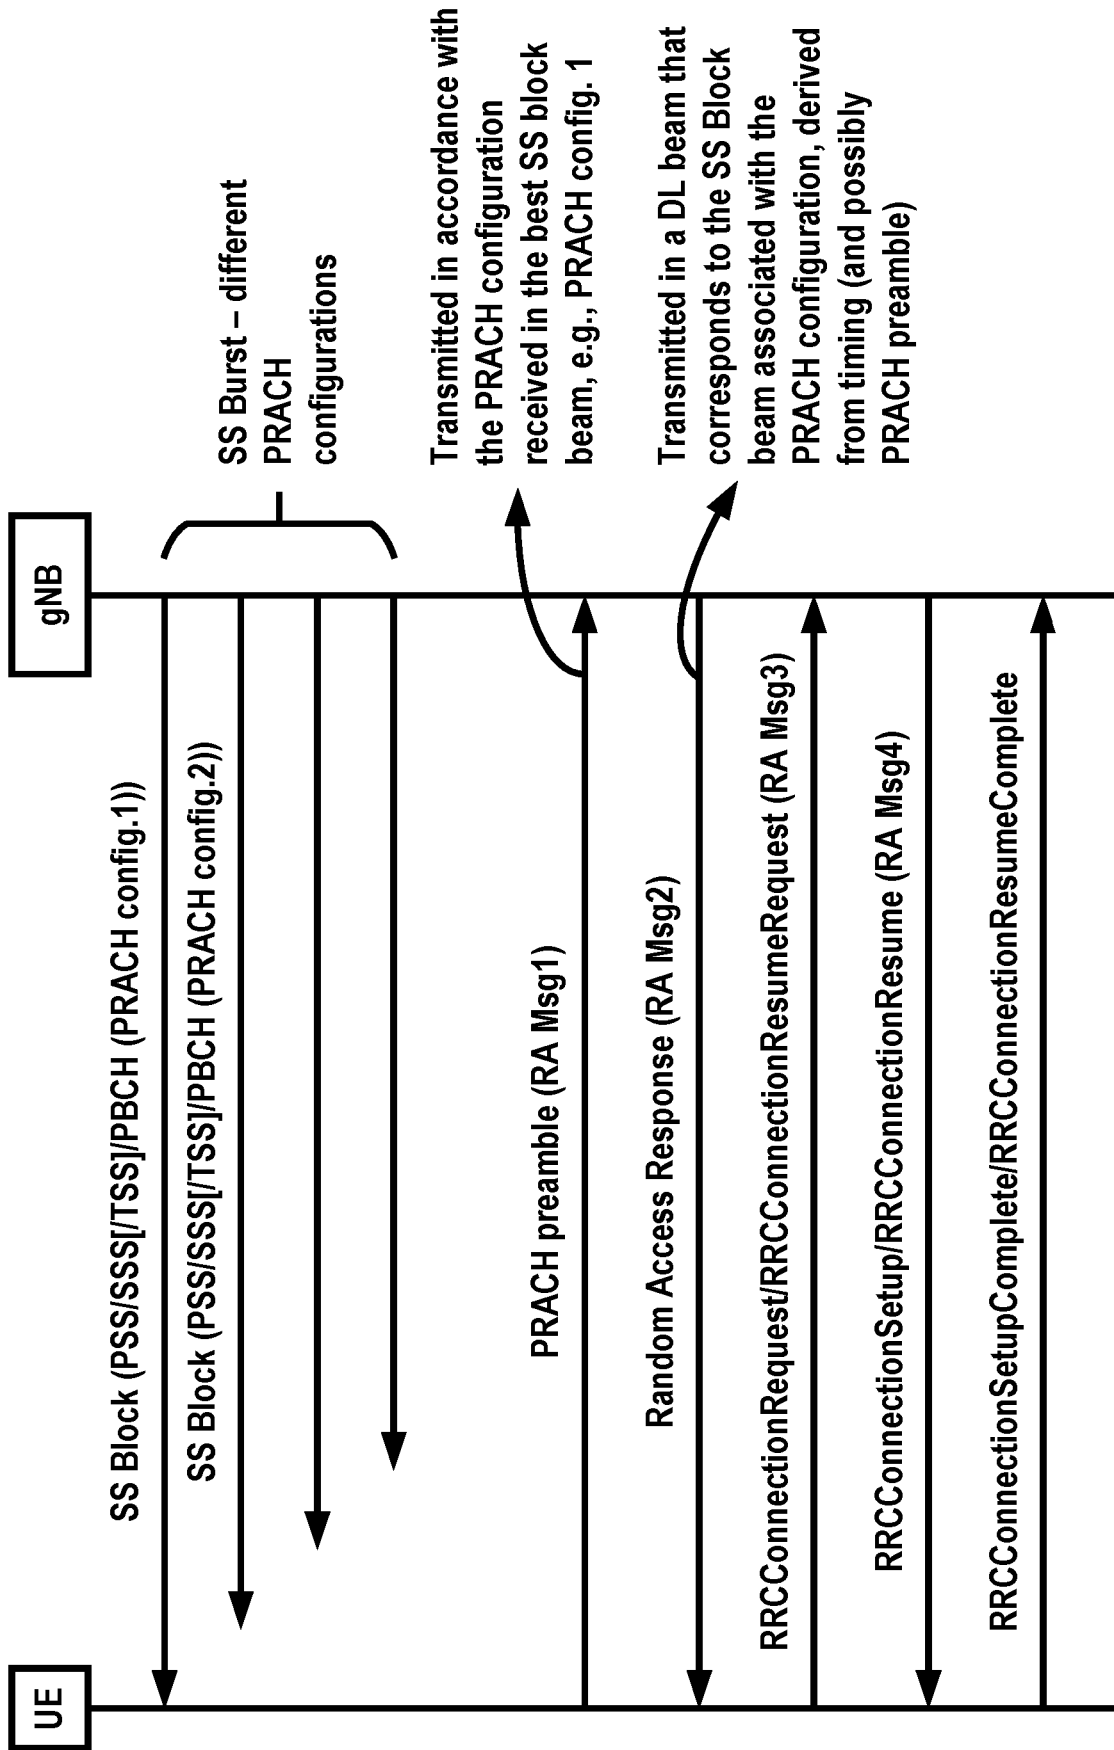 UE
gNB
SS Block (PSS/SSS[/TSS]/PBCH (PRACH config.1))
SS Block (PSS/SSS[/TSS]/PBCH (PRACH config.2))
SS Burst – different
PRACH
configurations
PRACH preamble (RA Msg1)
Transmitted in accordance with
the PRACH configuration
received in the best SS block
beam, e.g., PRACH config. 1
Random Access Response (RA Msg2)
Transmitted in a DL beam that
corresponds to the SS Block
beam associated with the
PRACH configuration, derived
from timing (and possibly
PRACH preamble)
RRCConnectionRequest/RRCConnectionResumeRequest (RA Msg3)
RRCConnectionSetup/RRCConnectionResume (RA Msg4)
RRCConnectionSetupComplete/RRCConnectionResumeComplete